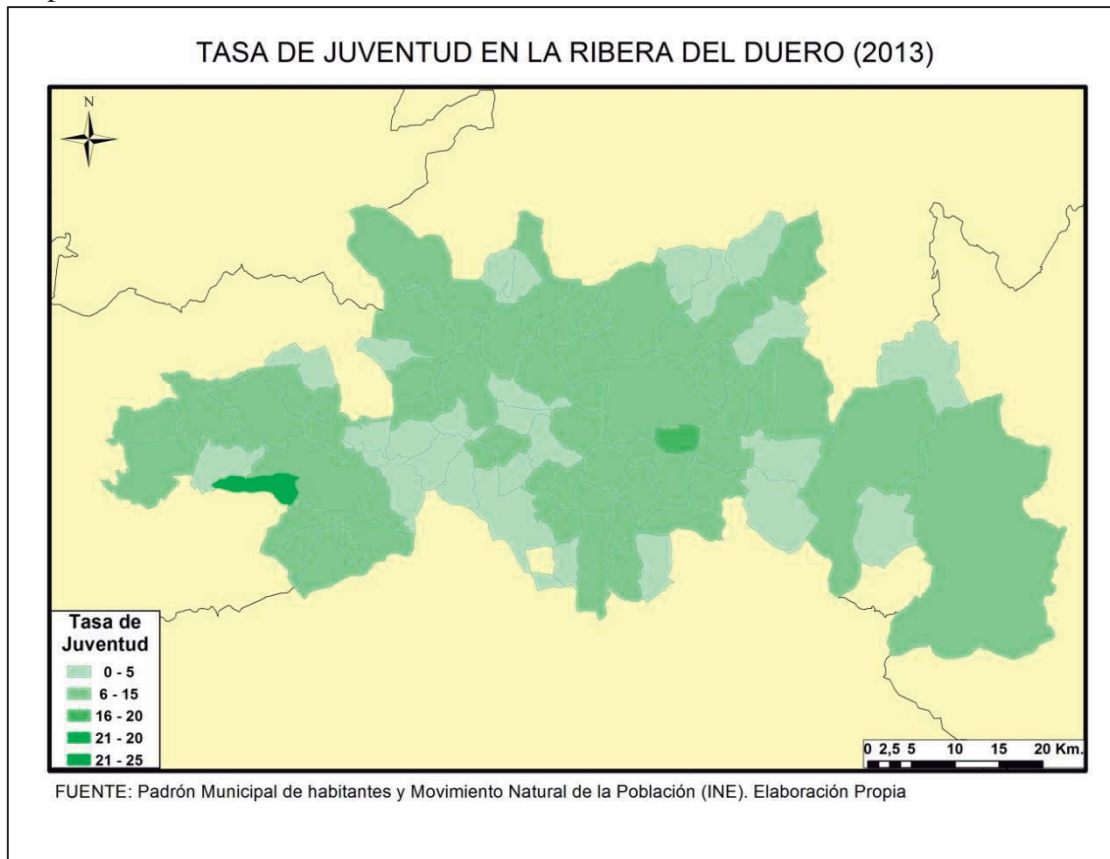 TASA DE JUVENTUD EN LA RIBERA DEL DUERO (2013)
N
Tasa de
Juventud
0 - 5
6 - 15
16 - 20
21 - 20
21 - 25
0 2,5 5 10 15 20 Km.
FUENTE: Padrón Municipal de habitantes y Movimiento Natural de la Población (INE). Elaboración Propia